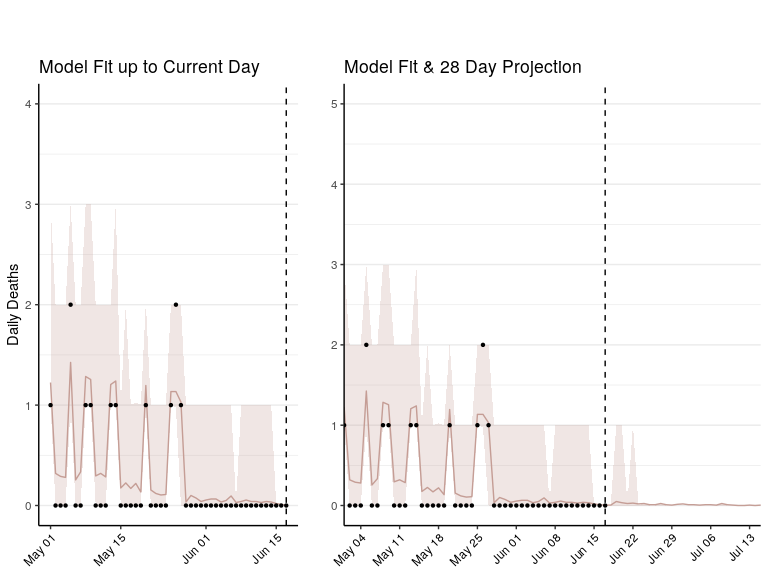 Model Fit up to Current Day
Daily Deaths
4
3
2
1
0
May 01
May 15
Jun 01
Jun 15
Model Fit & 28 Day Projection
5
4
3
2
1
0
May 04
May 11
May 18
May 25
Jun 01
Jun 08
Jun 15
Jun 22
Jun 29
Jul 06
Jul 13